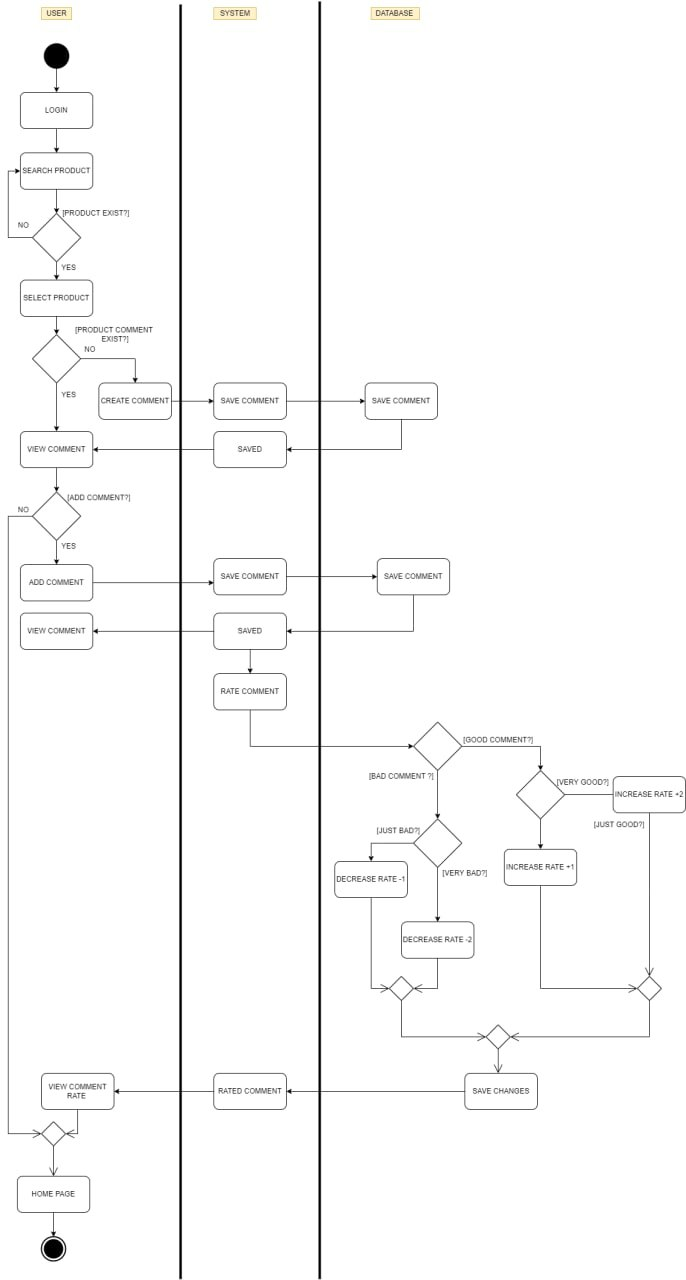 USER
SYSTEM
DATABASE
LOGIN
SEARCH PRODUCT
[PRODUCT EXIST?]
NO
YES
SELECT PRODUCT
[PRODUCT COMMENT
EXIST?]
NO
YES
CREATE COMMENT
SAVE COMMENT
SAVE COMMENT
VIEW COMMENT
SAVED
[ADD COMMENT?]
NO
YES
ADD COMMENT
SAVE COMMENT
SAVE COMMENT
VIEW COMMENT
SAVED
RATE COMMENT
[GOOD COMMENT?]
[BAD COMMENT ?]
[VERY GOOD?]
INCREASE RATE +2
[JUST GOOD?]
[JUST BAD?]
INCREASE RATE +1
[VERY BAD?]
DECREASE RATE -1
DECREASE RATE -2
VIEW COMMENT
RATE
RATED COMMENT
SAVE CHANGES
HOME PAGE